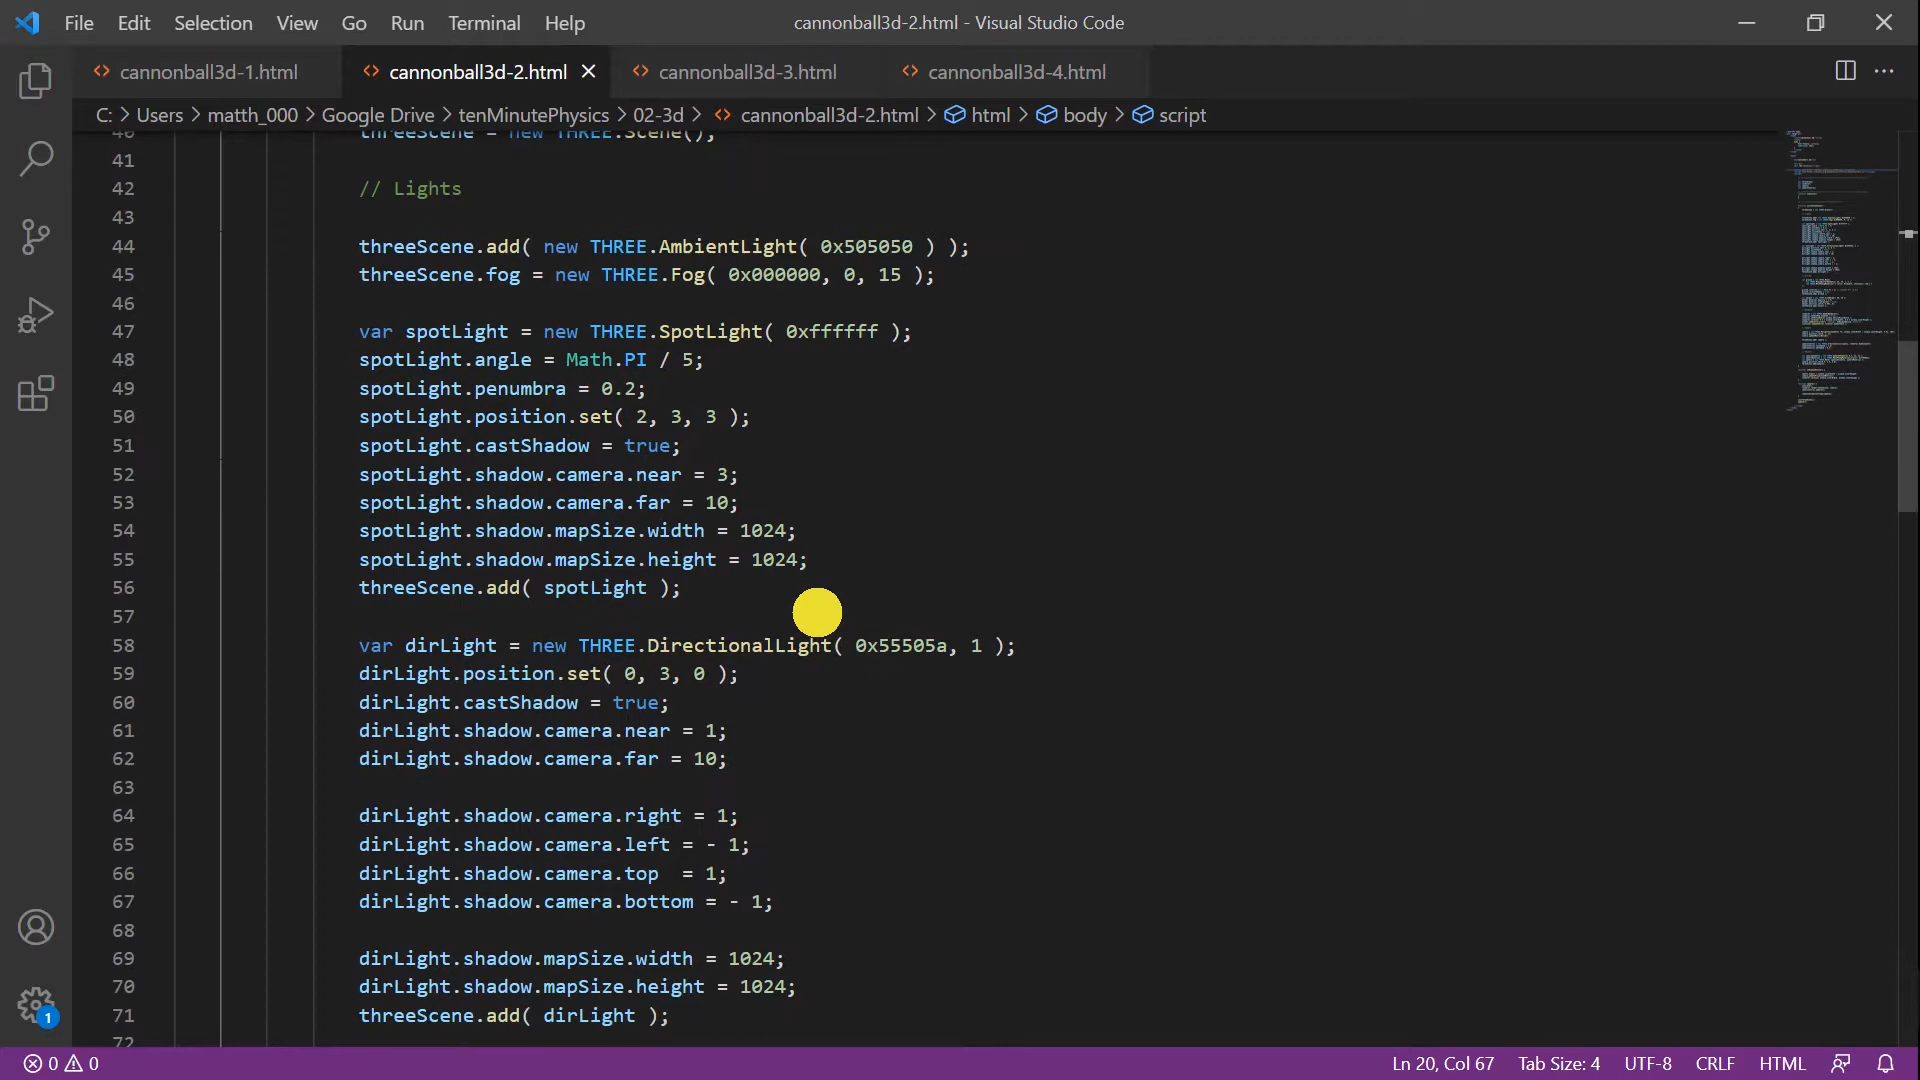 File Edit Selection View Go Run Terminal Help cannonball3d-2.html - Visual Studio Code
cannonball3d-1.html cannonball3d-2.html cannonball3d-3.html cannonball3d-4.html
C: > Users > matth_000 > Google Drive > tenMinutePhysics > 02-3d > cannonball3d-2.html > html > body > script
40 threeScene = new THREE.Scene();
41
42 // Lights
43
44 threeScene.add( new THREE.AmbientLight( 0x505050 ) );
45 threeScene.fog = new THREE.Fog( 0x000000, 0, 15 );
46
47 var spotLight = new THREE.SpotLight( 0xffffff );
48 spotLight.angle = Math.PI / 5;
49 spotLight.penumbra = 0.2;
50 spotLight.position.set( 2, 3, 3 );
51 spotLight.castShadow = true;
52 spotLight.shadow.camera.near = 3;
53 spotLight.shadow.camera.far = 10;
54 spotLight.shadow.mapSize.width = 1024;
55 spotLight.shadow.mapSize.height = 1024;
56 threeScene.add( spotLight );
57
58 var dirLight = new THREE.DirectionalLight( 0x55505a, 1 );
59 dirLight.position.set( 0, 3, 0 );
60 dirLight.castShadow = true;
61 dirLight.shadow.camera.near = 1;
62 dirLight.shadow.camera.far = 10;
63
64 dirLight.shadow.camera.right = 1;
65 dirLight.shadow.camera.left = - 1;
66 dirLight.shadow.camera.top  = 1;
67 dirLight.shadow.camera.bottom = - 1;
68
69 dirLight.shadow.mapSize.width = 1024;
70 dirLight.shadow.mapSize.height = 1024;
71 threeScene.add( dirLight );
72
1
0 0 Ln 20, Col 67 Tab Size: 4 UTF-8 CRLF HTML